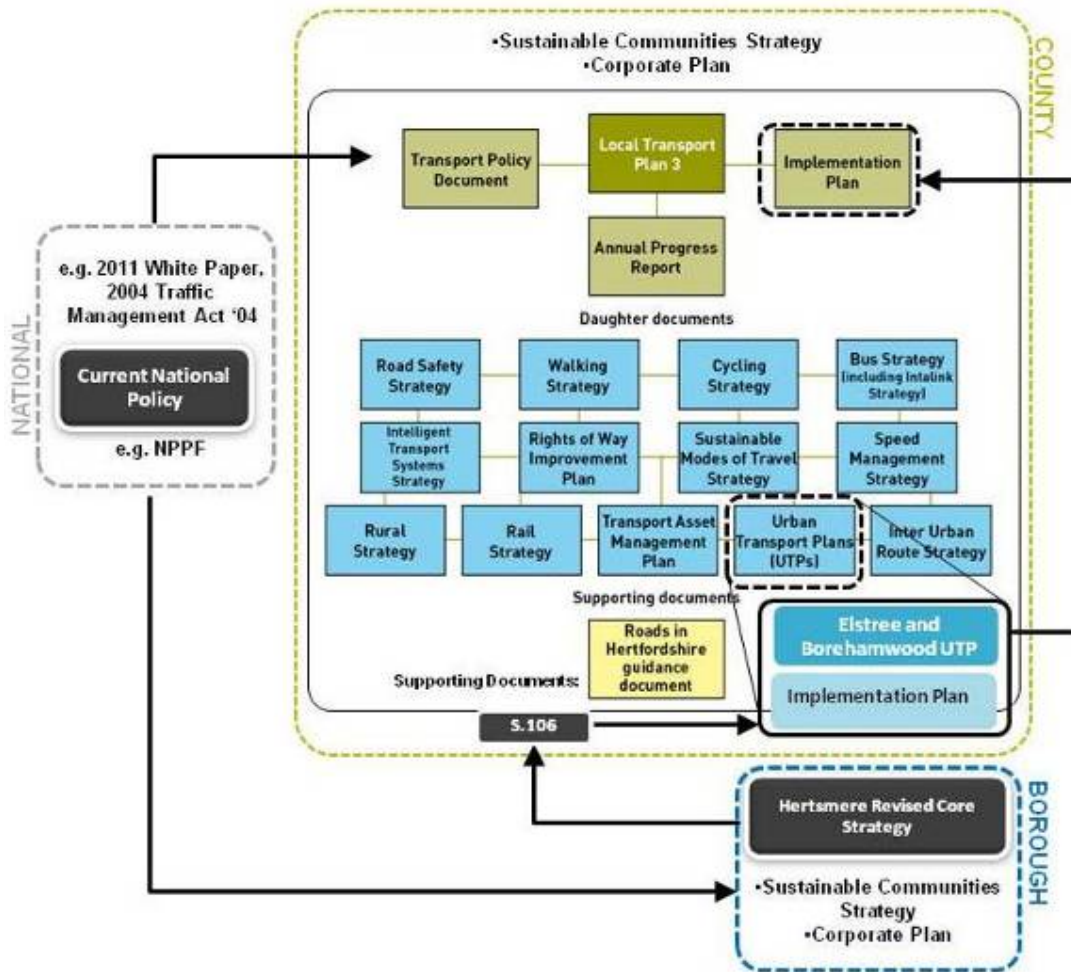 •Sustainable Communities Strategy
•Corporate Plan
COUNTY
Transport Policy
Document
Local Transport
Plan 3
Implementation
Plan
Annual Progress
Report
NATIONAL
e.g. 2011 White Paper,
2004 Traffic
Management Act ‘04
Current National
Policy
e.g. NPPF
Daughter documents
Road Safety
Strategy
Walking
Strategy
Cycling
Strategy
Bus Strategy
(including Intalink
Strategy)
Intelligent
Transport
Systems
Strategy
Rights of Way
Improvement
Plan
Sustainable
Modes of Travel
Strategy
Speed
Management
Strategy
Rural
Strategy
Rail
Strategy
Transport Asset
Management
Plan
Urban
Transport Plans
(UTPs)
Inter Urban
Route Strategy
Supporting documents
Roads in
Hertfordshire
guidance
document
Supporting Documents:
Elstree and
Borehamwood UTP
Implementation Plan
S.106
BOROUGH
Hertsmere Revised Core
Strategy
•Sustainable Communities
Strategy
•Corporate Plan